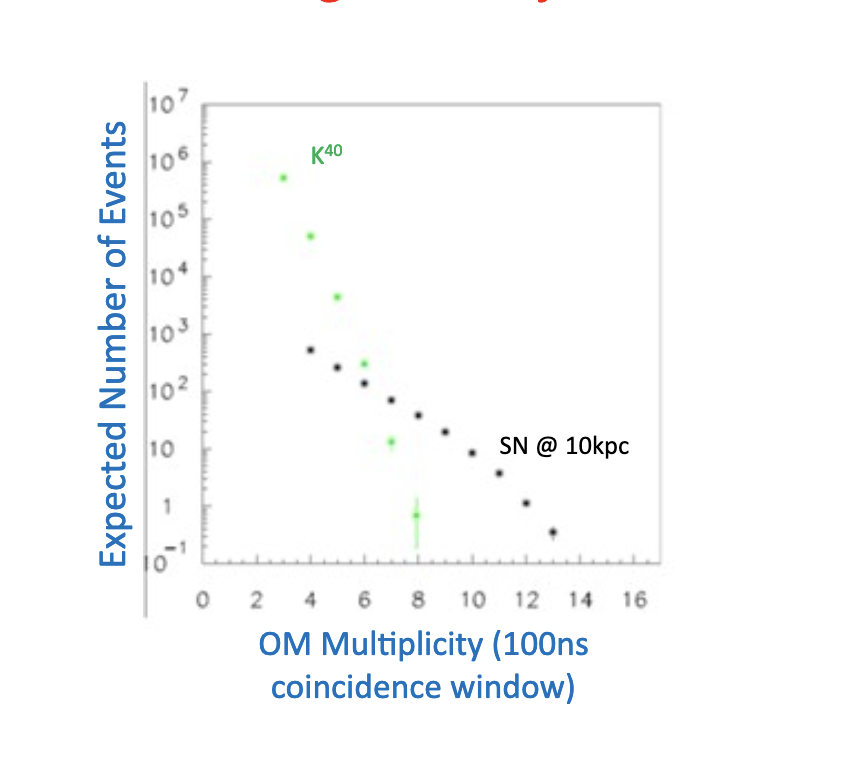 10⁷
10⁶
10⁵
10⁴
10³
10²
10
1
10⁻¹
Expected Number of Events
K⁴⁰
SN @ 10kpc
0 2 4 6 8 10 12 14 16
OM Multiplicity (100ns
coincidence window)